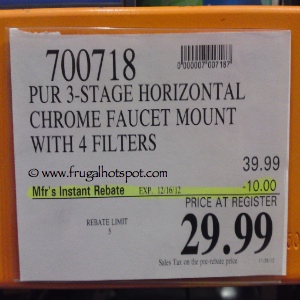 700718
0000007007187
PUR 3-STAGE HORIZONTAL
CHROME FAUCET MOUNT
WITH 4 FILTERS
www.frugalhotspot.com
39.99
Mfr's Instant Rebate EXP. 12/16/12 -10.00
PRICE AT REGISTER
REBATE LIMIT
5
29.99
Sales Tax on the pre-rebate price